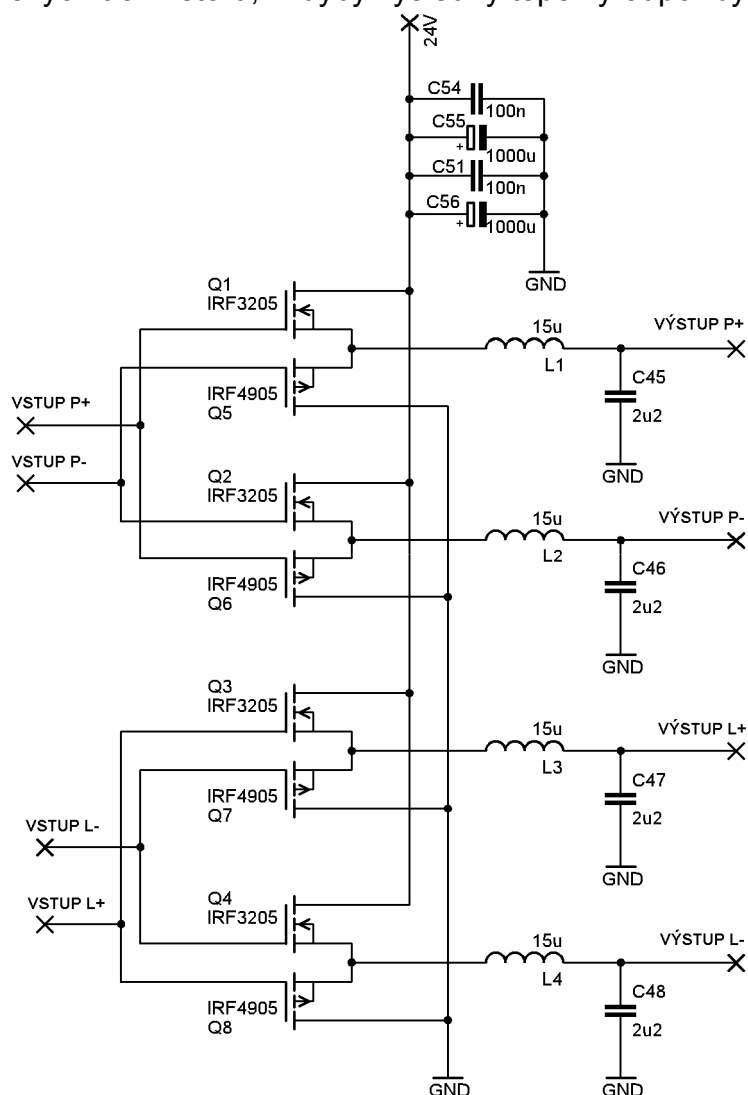 24V
C54
100n
C55
+
1000u
C51
100n
C56
+
1000u
GND
Q1
IRF3205
15u
VÝSTUP P+
L1
C45
IRF4905
Q5
2u2
VSTUP P+
GND
VSTUP P-
Q2
IRF3205
15u
VÝSTUP P-
L2
C46
IRF4905
Q6
2u2
GND
Q3
IRF3205
15u
VÝSTUP L+
L3
C47
IRF4905
Q7
2u2
VSTUP L-
GND
VSTUP L+
Q4
IRF3205
15u
VÝSTUP L-
L4
C48
IRF4905
Q8
2u2
GND
GND